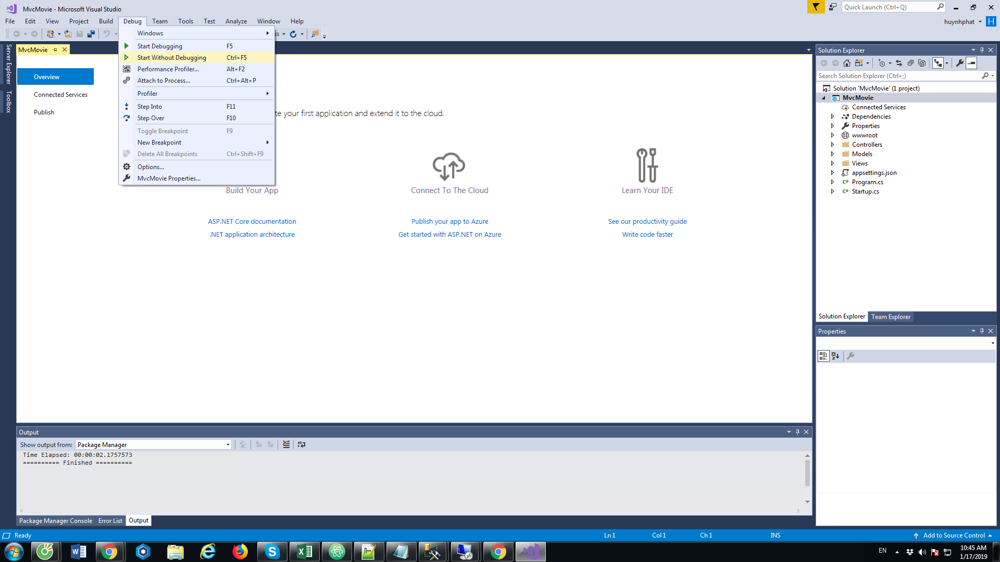 MvcMovie - Microsoft Visual Studio
Quick Launch (Ctrl+Q)
File Edit View Project Build Debug Team Tools Test Analyze Window Help
huynhphat H
Server Explorer
Toolbox
MvcMovie
Overview
Connected Services
Publish
Windows
Start Debugging F5
Start Without Debugging Ctrl+F5
Performance Profiler... Alt+F2
Attach to Process... Ctrl+Alt+P
Profiler
Step Into F11
Step Over F10
Toggle Breakpoint F9
New Breakpoint
Delete All Breakpoints Ctrl+Shift+F9
Options...
MvcMovie Properties...
te your first application and extend it to the cloud.
Build Your App
Connect To The Cloud
Learn Your IDE
ASP.NET Core documentation
.NET application architecture
Publish your app to Azure
Get started with ASP.NET on Azure
See our productivity guide
Write code faster
Solution Explorer
Search Solution Explorer (Ctrl+;)
Solution 'MvcMovie' (1 project)
MvcMovie
Connected Services
Dependencies
Properties
wwwroot
Controllers
Models
Views
appsettings.json
C# Program.cs
C# Startup.cs
Solution Explorer Team Explorer
Properties
Output
Show output from: Package Manager
Time Elapsed: 00:00:02.1757573
========== Finished ==========
Package Manager Console Error List Output
Ready Ln 1 Col 1 Ch 1 INS Add to Source Control
EN
10:45 AM
1/17/2019